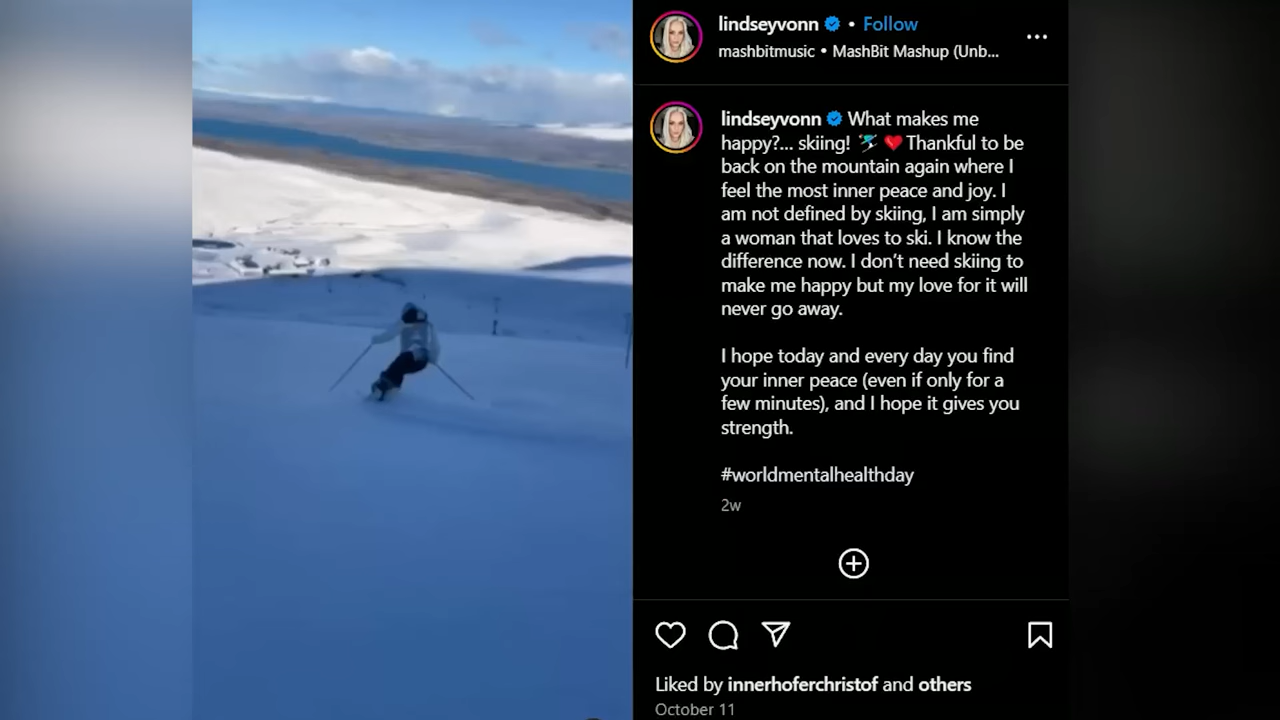 lindseyvonn • Follow
mashbitmusic • MashBit Mashup (Unb...
lindseyvonn What makes me
happy?... skiing! ⛷️ ❤️ Thankful to be
back on the mountain again where I
feel the most inner peace and joy. I
am not defined by skiing, I am simply
a woman that loves to ski. I know the
difference now. I don’t need skiing to
make me happy but my love for it will
never go away.
I hope today and every day you find
your inner peace (even if only for a
few minutes), and I hope it gives you
strength.
#worldmentalhealthday
2w
Liked by innerhoferchristof and others
October 11